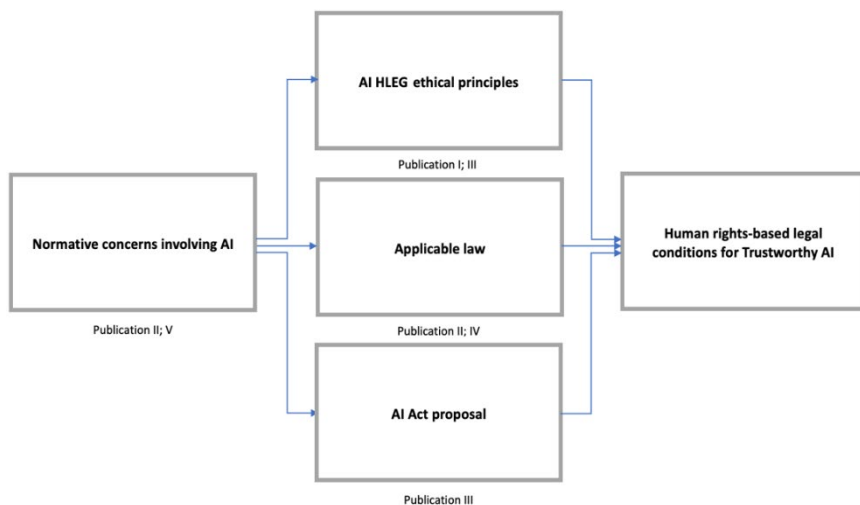 AI HLEG ethical principles
Publication I; III
Normative concerns involving AI
Publication II; V
Applicable law
Publication II; IV
AI Act proposal
Publication III
Human rights-based legal
conditions for Trustworthy AI